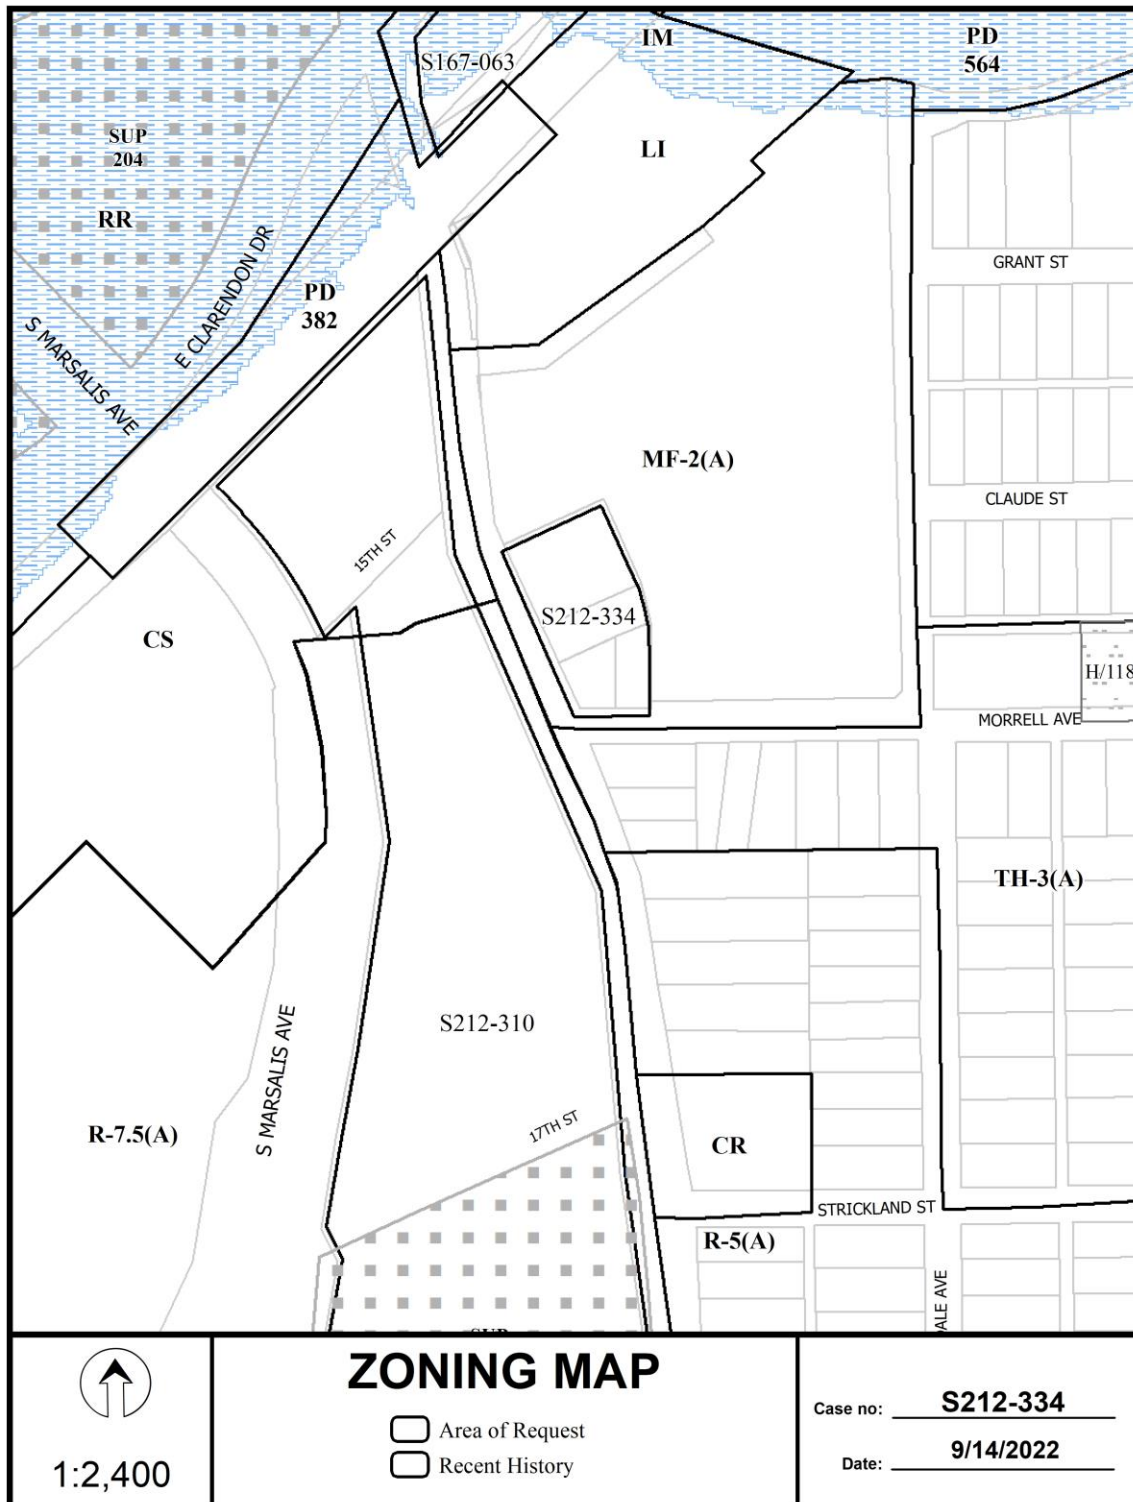 IM
PD
564
S167-063
SUP
204
LI
RR
E CLARENDON DR
GRANT ST
PD
382
S MARSALIS AVE
MF-2(A)
CLAUDE ST
15TH ST
S212-334
CS
H/118
MORRELL AVE
TH-3(A)
S212-310
S MARSALIS AVE
17TH ST
R-7.5(A)
CR
STRICKLAND ST
R-5(A)
ZONING MAP
Area of Request
Recent History
1:2,400
Case no: S212-334
Date: 9/14/2022